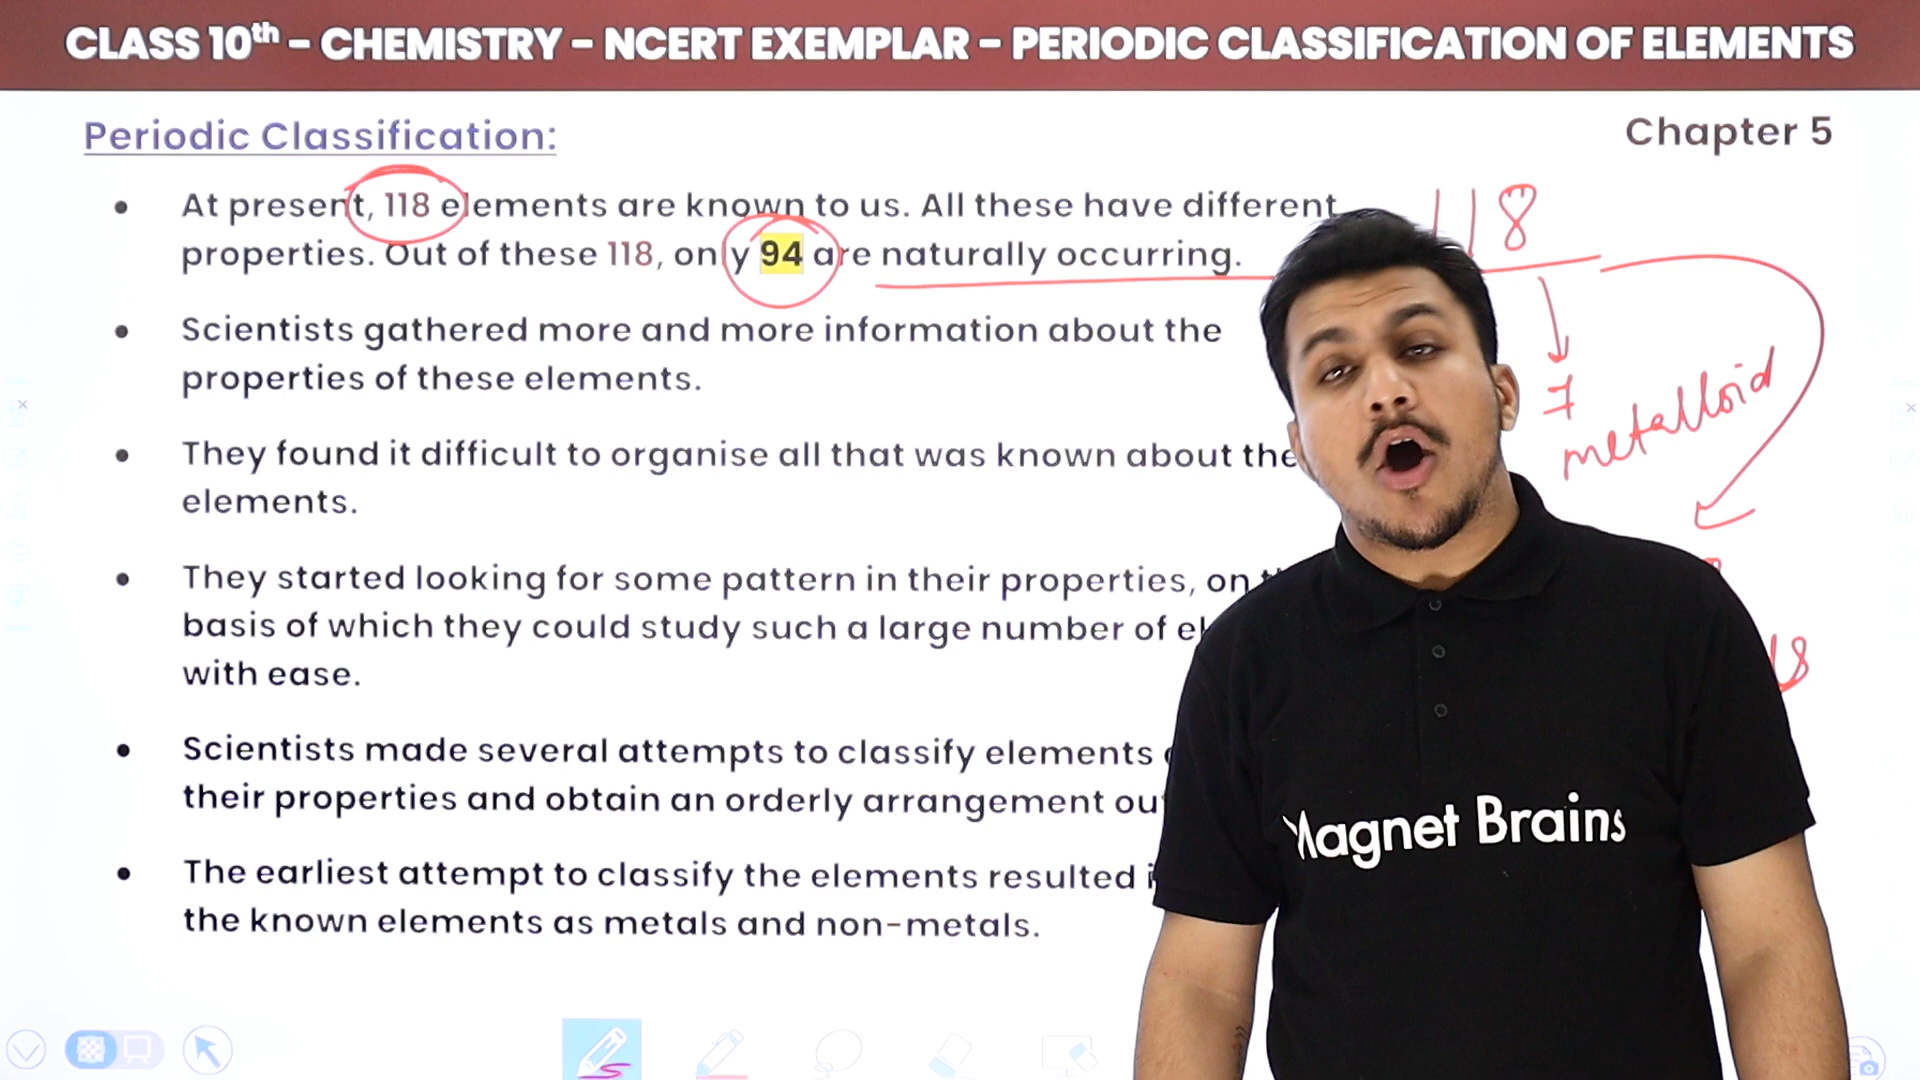 CLASS 10th – CHEMISTRY – NCERT EXEMPLAR – PERIODIC CLASSIFICATION OF ELEMENTS
Periodic Classification:
Chapter 5
• At present, 118 elements are known to us. All these have different
properties. Out of these 118, only 94 are naturally occurring.
• Scientists gathered more and more information about the
properties of these elements.
• They found it difficult to organise all that was known about the
elements.
• They started looking for some pattern in their properties, on
basis of which they could study such a large number of
with ease.
• Scientists made several attempts to classify elements
their properties and obtain an orderly arrangement
• The earliest attempt to classify the elements resulted
the known elements as metals and non-metals.
118
7
metalloid
Magnet Brains